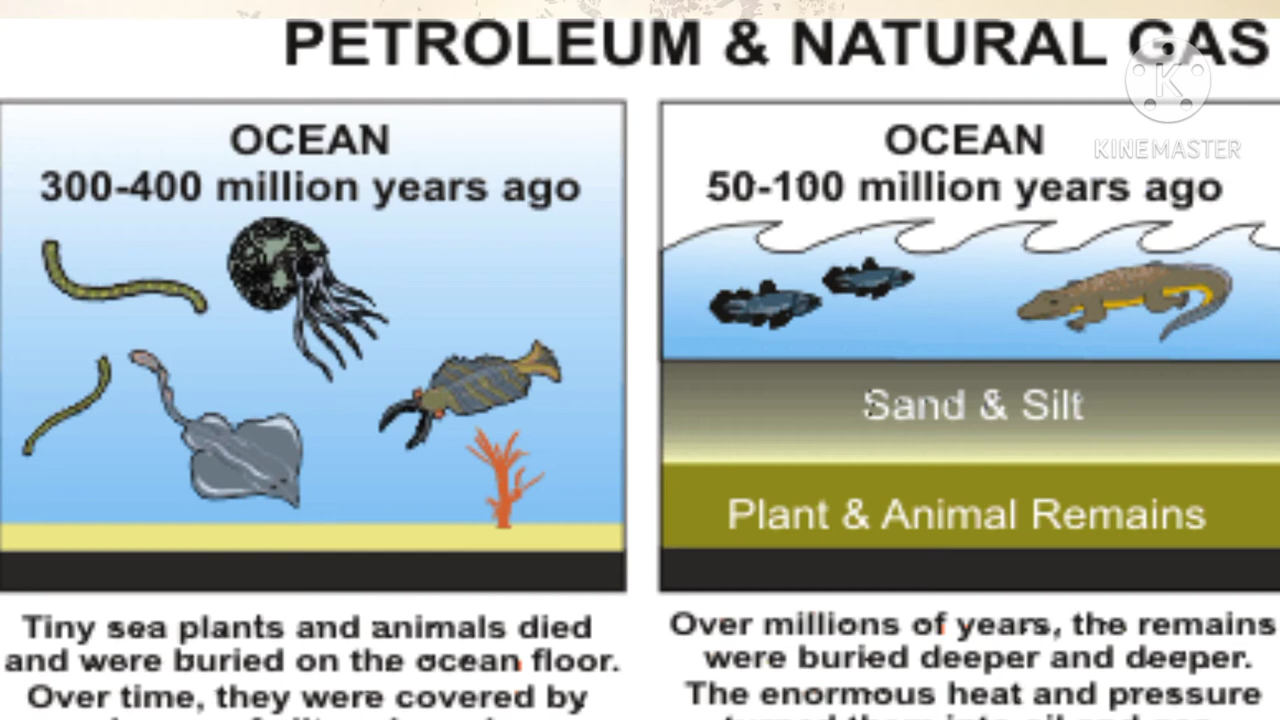 PETROLEUM & NATURAL GAS
K
KINEMASTER
OCEAN
300-400 million years ago
OCEAN
50-100 million years ago
Sand & Silt
Plant & Animal Remains
Tiny sea plants and animals died
and were buried on the ocean floor.
Over time, they were covered by
Over millions of years, the remains
were buried deeper and deeper.
The enormous heat and pressure